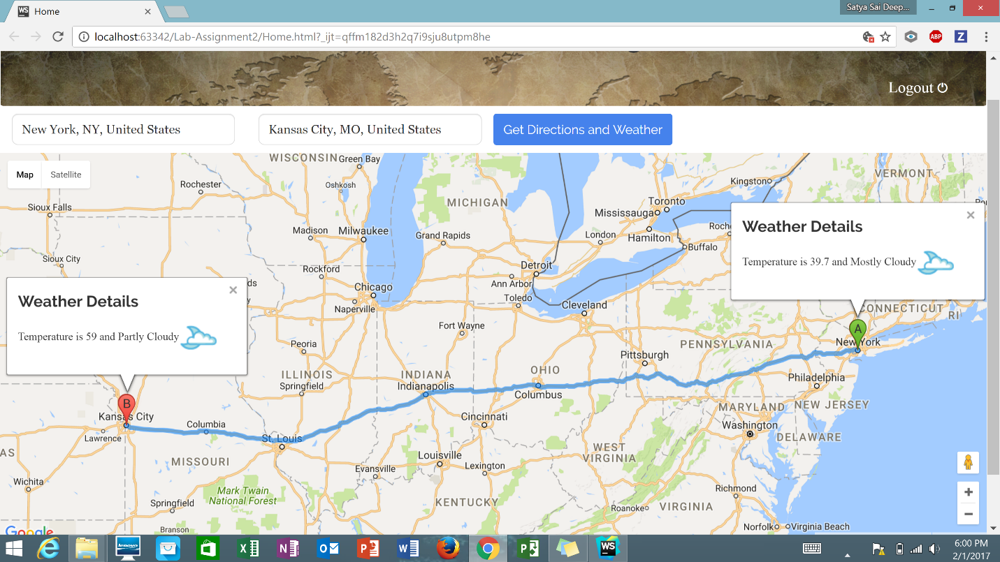 WS Home
Satya Sai Deep...
localhost:63342/Lab-Assignment2/Home.html?_ijt=qffm182d3h2q7i9sju8utpm8he
ABP
Z
Logout
New York, NY, United States
Kansas City, MO, United States
Get Directions and Weather
Map
Satellite
WISCONSIN
Green Bay
VERMONT
Rochester
Oshkosh
Kingston
MICHIGAN
Toronto
Sioux Falls
Mississauga
Madison
Milwaukee
Grand Rapids
London
Hamilton
Buffalo
Sioux City
Rockford
Detroit
Ann Arbor
Chicago
Toledo
Naperville
Cleveland
CONNECTICUT
RI
Weather Details
Temperature is 39.7 and Mostly Cloudy
Weather Details
Temperature is 59 and Partly Cloudy
Fort Wayne
A
New York
Peoria
PENNSYLVANIA
Pittsburgh
ILLINOIS
INDIANA
OHIO
Springfield
Indianapolis
Philadelphia
Columbus
B
MARYLAND
NEW JERSEY
Kansas City
Columbia
Cincinnati
Washington
Lawrence
St. Louis
DELAWARE
WEST
VIRGINIA
MISSOURI
Louisville
Lexington
Evansville
Wichita
Mark Twain
National Forest
Richmond
Springfield
KENTUCKY
Roanoke
VIRGINIA
Branson
Norfolk
Virginia Beach
Google
6:00 PM
2/1/2017